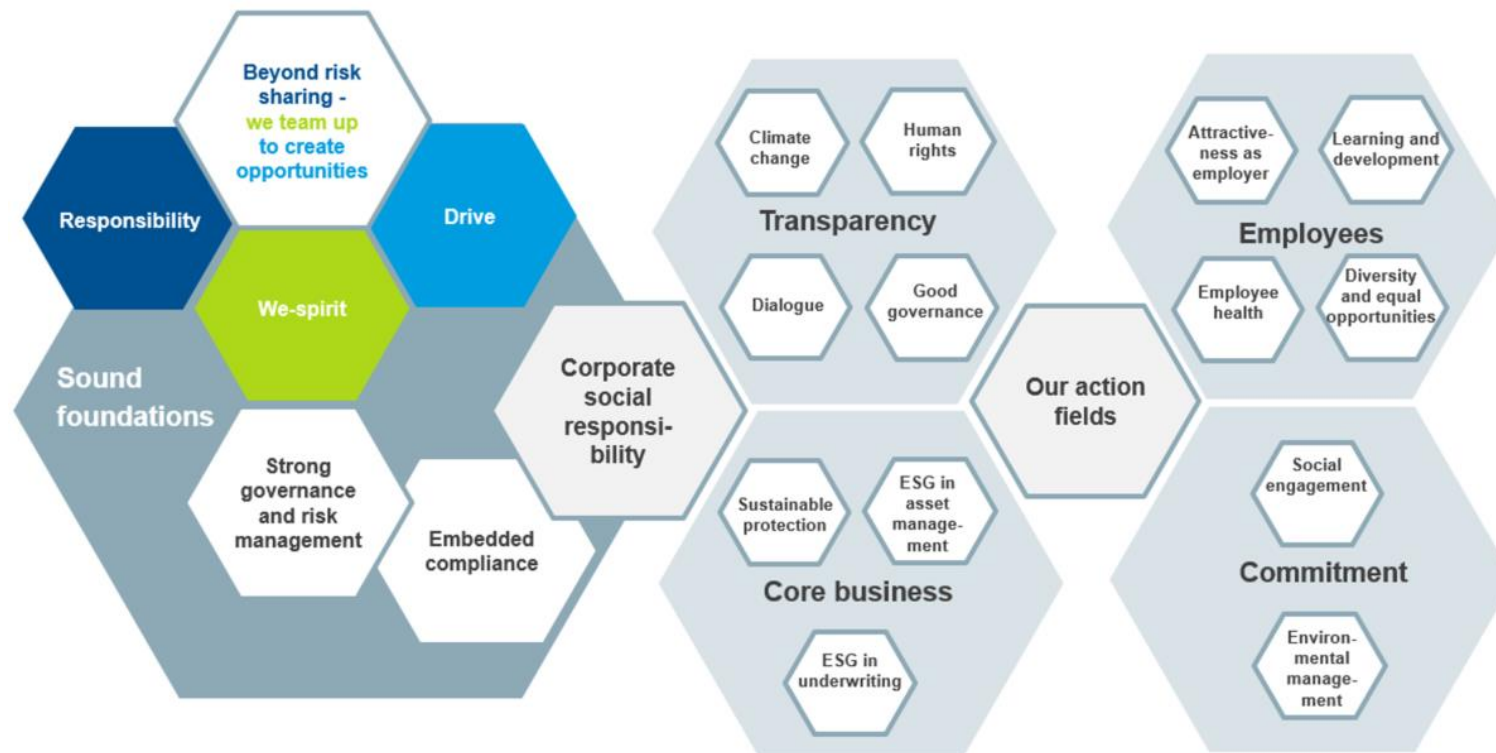 Beyond risk
sharing -
we team up
to create
opportunities
Responsibility
Drive
We-spirit
Sound
foundations
Strong
governance
and risk
management
Embedded
compliance
Corporate
social
responsi-
bility
Climate
change
Human
rights
Transparency
Dialogue
Good
governance
Sustainable
protection
ESG in
asset
manage-
ment
Core business
ESG in
underwriting
Our action
fields
Attractive-
ness as
employer
Learning and
development
Employees
Employee
health
Diversity
and equal
opportunities
Social
engagement
Commitment
Environ-
mental
manage-
ment